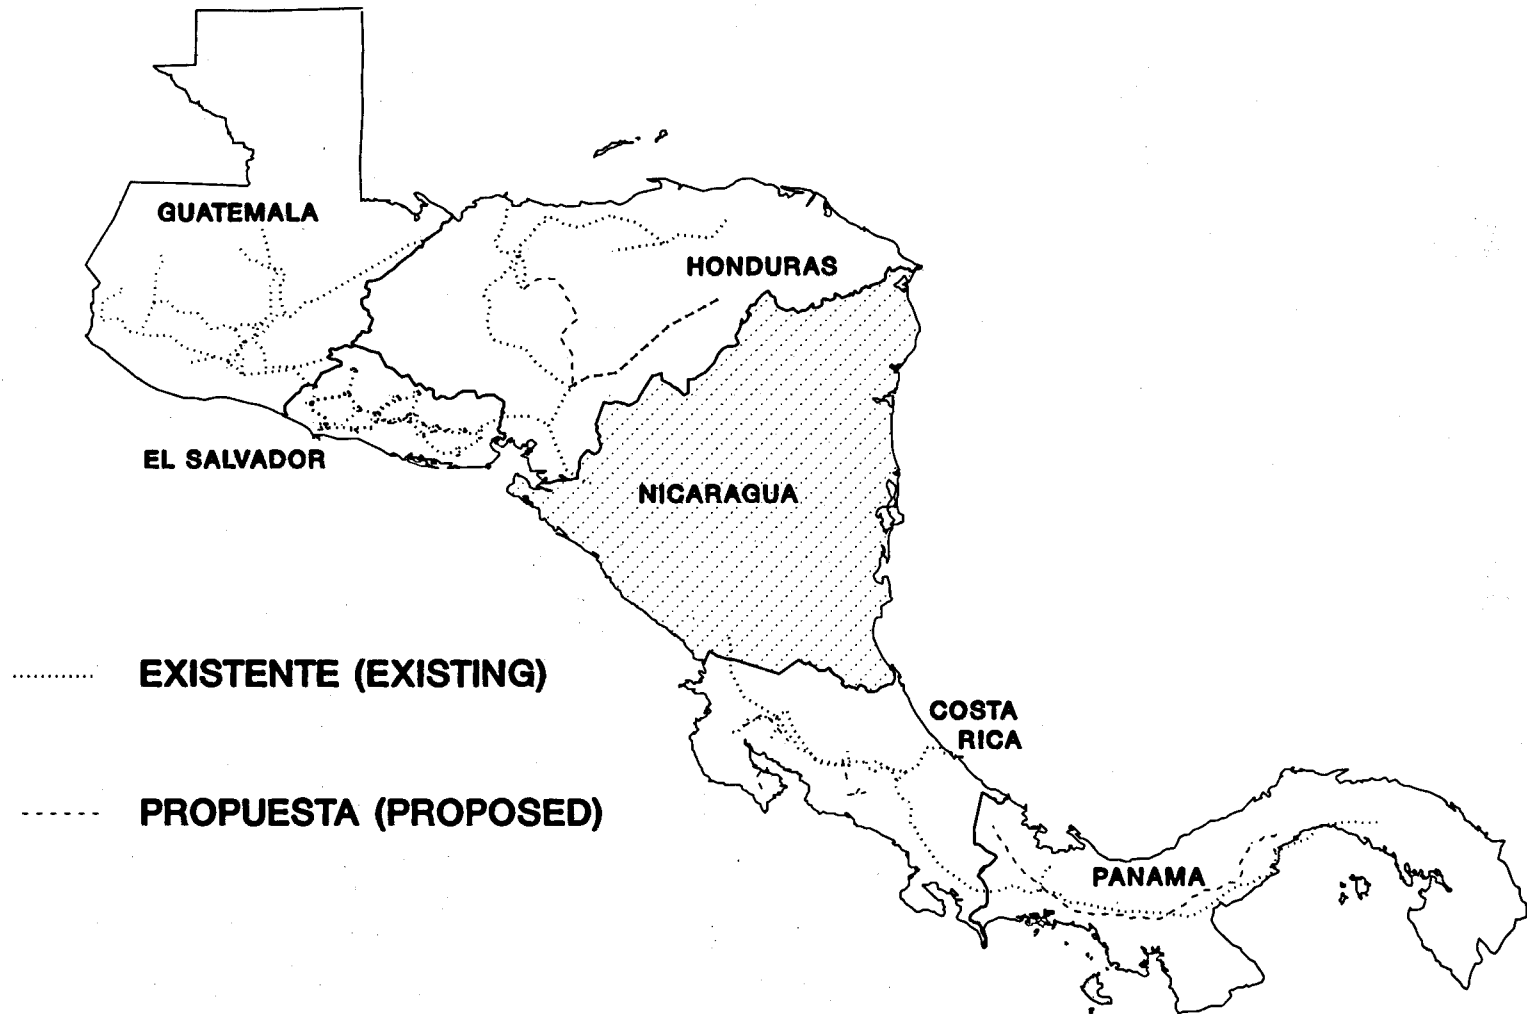 GUATEMALA
HONDURAS
EL SALVADOR
NICARAGUA
EXISTENTE (EXISTING)
COSTA
RICA
PROPUESTA (PROPOSED)
PANAMA